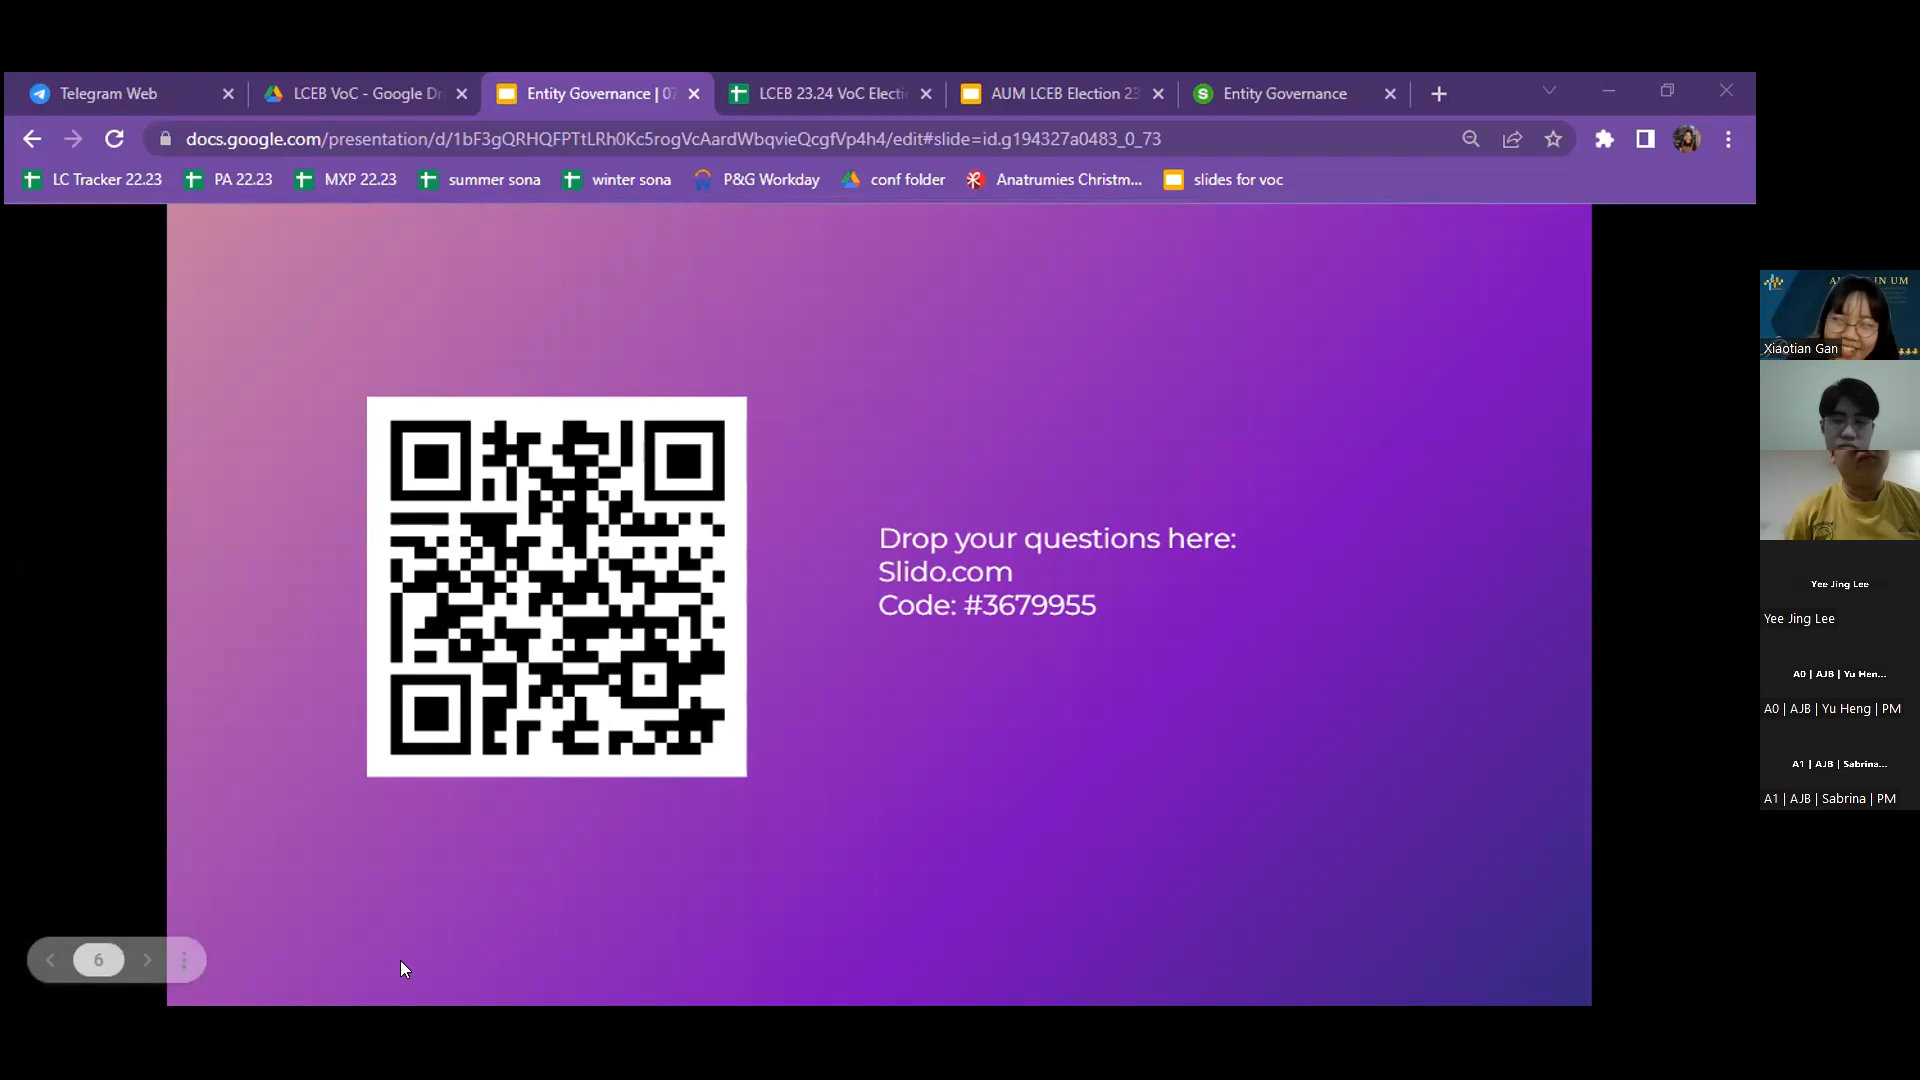 Telegram Web
LCEB VoC - Google Dr
Entity Governance | 07
LCEB 23.24 VoC Electi
AUM LCEB Election 23
Entity Governance
docs.google.com/presentation/d/1bF3gQRHQFPTtLRh0Kc5rogVcAardWbqvieQcgfVp4h4/edit#slide=id.g194327a0483_0_73
LC Tracker 22.23
PA 22.23
MXP 22.23
summer sona
winter sona
P&G Workday
conf folder
Anatrumies Christm...
slides for voc
Drop your questions here:
Slido.com
Code: #3679955
6
IN UM
Xiaotian Gan
Yee Jing Lee
Yee Jing Lee
A0 | AJB | Yu Hen...
A0 | AJB | Yu Heng | PM
A1 | AJB | Sabrina...
A1 | AJB | Sabrina | PM